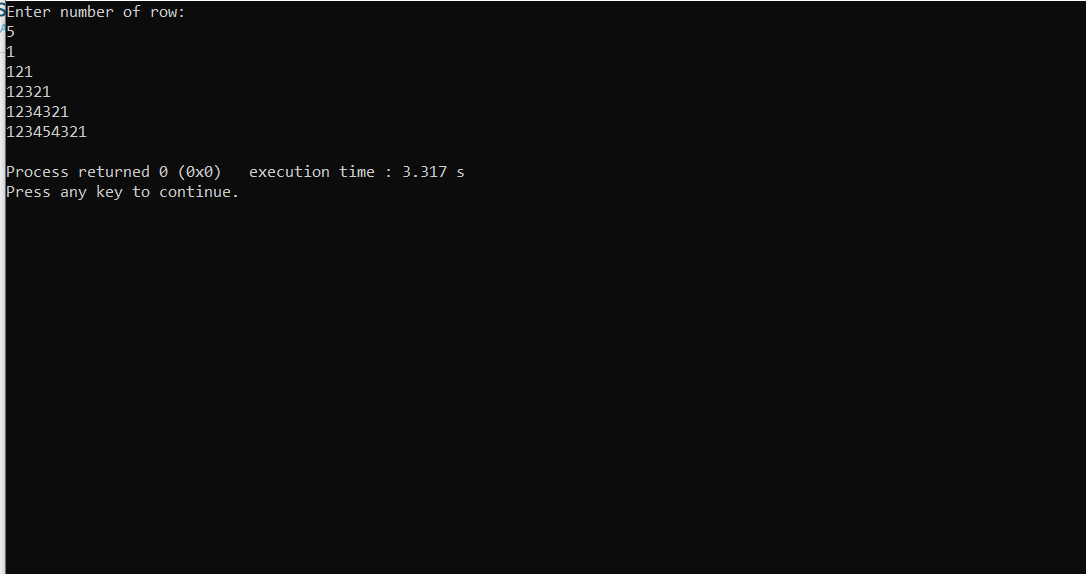 Enter number of row:
5
1
121
12321
1234321
123454321
Process returned 0 (0x0)   execution time : 3.317 s
Press any key to continue.